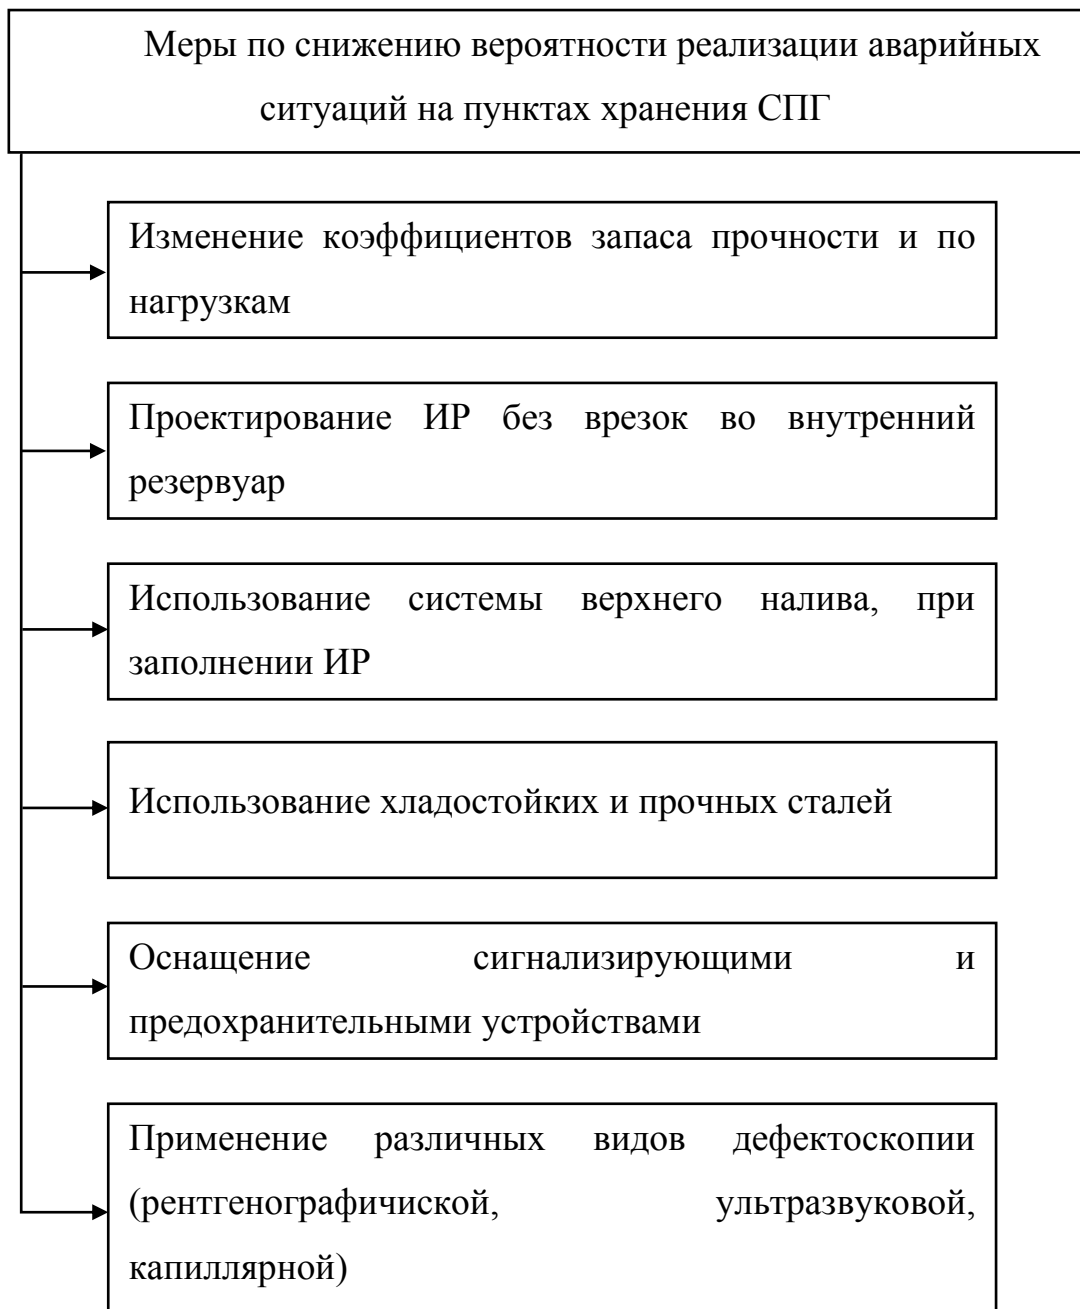 Меры по снижению вероятности реализации аварийных
ситуаций на пунктах хранения СПГ
Изменение коэффициентов запаса прочности и по
нагрузкам
Проектирование ИР без врезок во внутренний
резервуар
Использование системы верхнего налива, при
заполнении ИР
Использование хладостойких и прочных сталей
Оснащение сигнализирующими и
предохранительными устройствами
Применение различных видов дефектоскопии
(рентгенографичиской, ультразвуковой,
капиллярной)